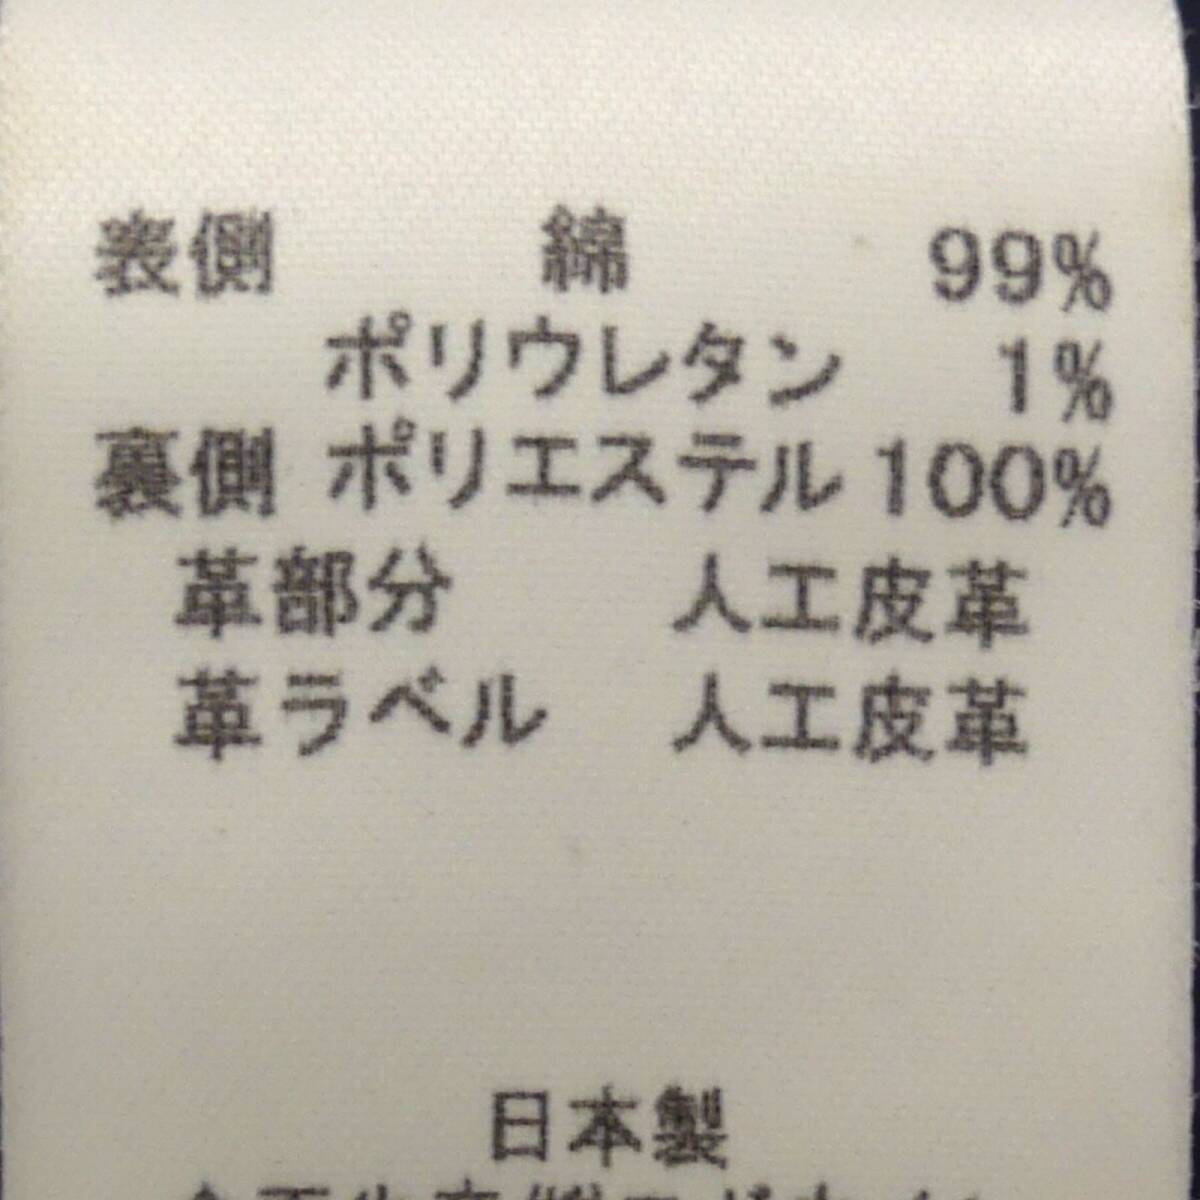 表側 綿 99%
ポリウレタン 1%
裏側 ポリエステル 100%
革部分 人工皮革
革ラベル 人工皮革
日本製